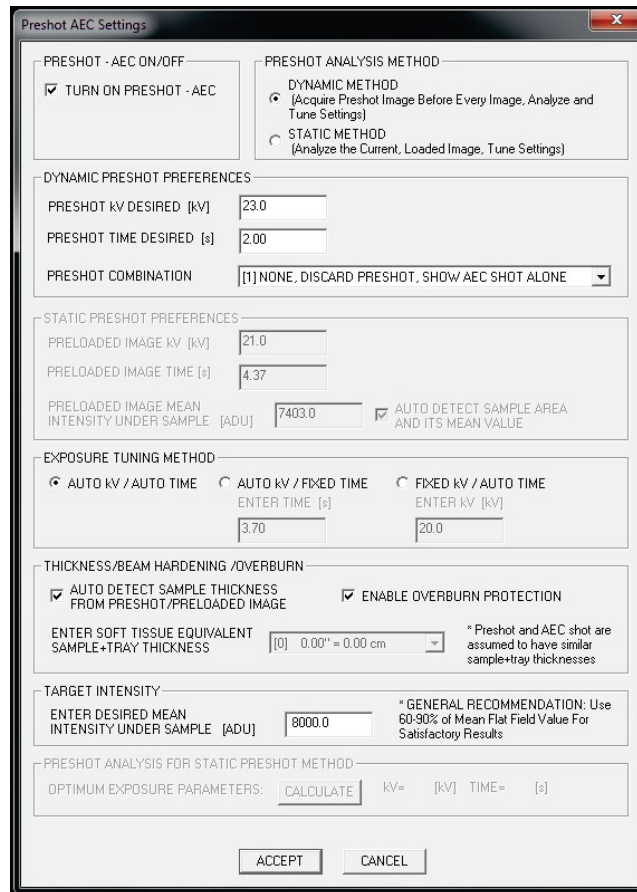 Preshot AEC Settings
PRESHOT - AEC ON/OFF
TURN ON PRESHOT - AEC
PRESHOT ANALYSIS METHOD
DYNAMIC METHOD
(Acquire Preshot Image Before Every Image, Analyze and
Tune Settings)
STATIC METHOD
(Analyze the Current, Loaded Image, Tune Settings)
DYNAMIC PRESHOT PREFERENCES
PRESHOT kV DESIRED [kV] 23.0
PRESHOT TIME DESIRED [s] 2.00
PRESHOT COMBINATION [1] NONE, DISCARD PRESHOT, SHOW AEC SHOT ALONE
STATIC PRESHOT PREFERENCES
PRELOADED IMAGE kV [kV] 21.0
PRELOADED IMAGE TIME [s] 4.37
PRELOADED IMAGE MEAN
INTENSITY UNDER SAMPLE [ADU] 7403.0
AUTO DETECT SAMPLE AREA
AND ITS MEAN VALUE
EXPOSURE TUNING METHOD
AUTO kV / AUTO TIME
AUTO kV / FIXED TIME
ENTER TIME [s]
3.70
FIXED kV / AUTO TIME
ENTER kV [kV]
20.0
THICKNESS/BEAM HARDENING /OVERBURN
AUTO DETECT SAMPLE THICKNESS
FROM PRESHOT/PRELOADED IMAGE
ENABLE OVERBURN PROTECTION
ENTER SOFT TISSUE EQUIVALENT
SAMPLE+TRAY THICKNESS
[0] 0.00" = 0.00 cm
* Preshot and AEC shot are
assumed to have similar
sample+tray thicknesses
TARGET INTENSITY
ENTER DESIRED MEAN
INTENSITY UNDER SAMPLE [ADU]
8000.0
* GENERAL RECOMMENDATION: Use
60-90% of Mean Flat Field Value For
Satisfactory Results
PRESHOT ANALYSIS FOR STATIC PRESHOT METHOD
OPTIMUM EXPOSURE PARAMETERS: CALCULATE kV= [kV] TIME= [s]
ACCEPT CANCEL